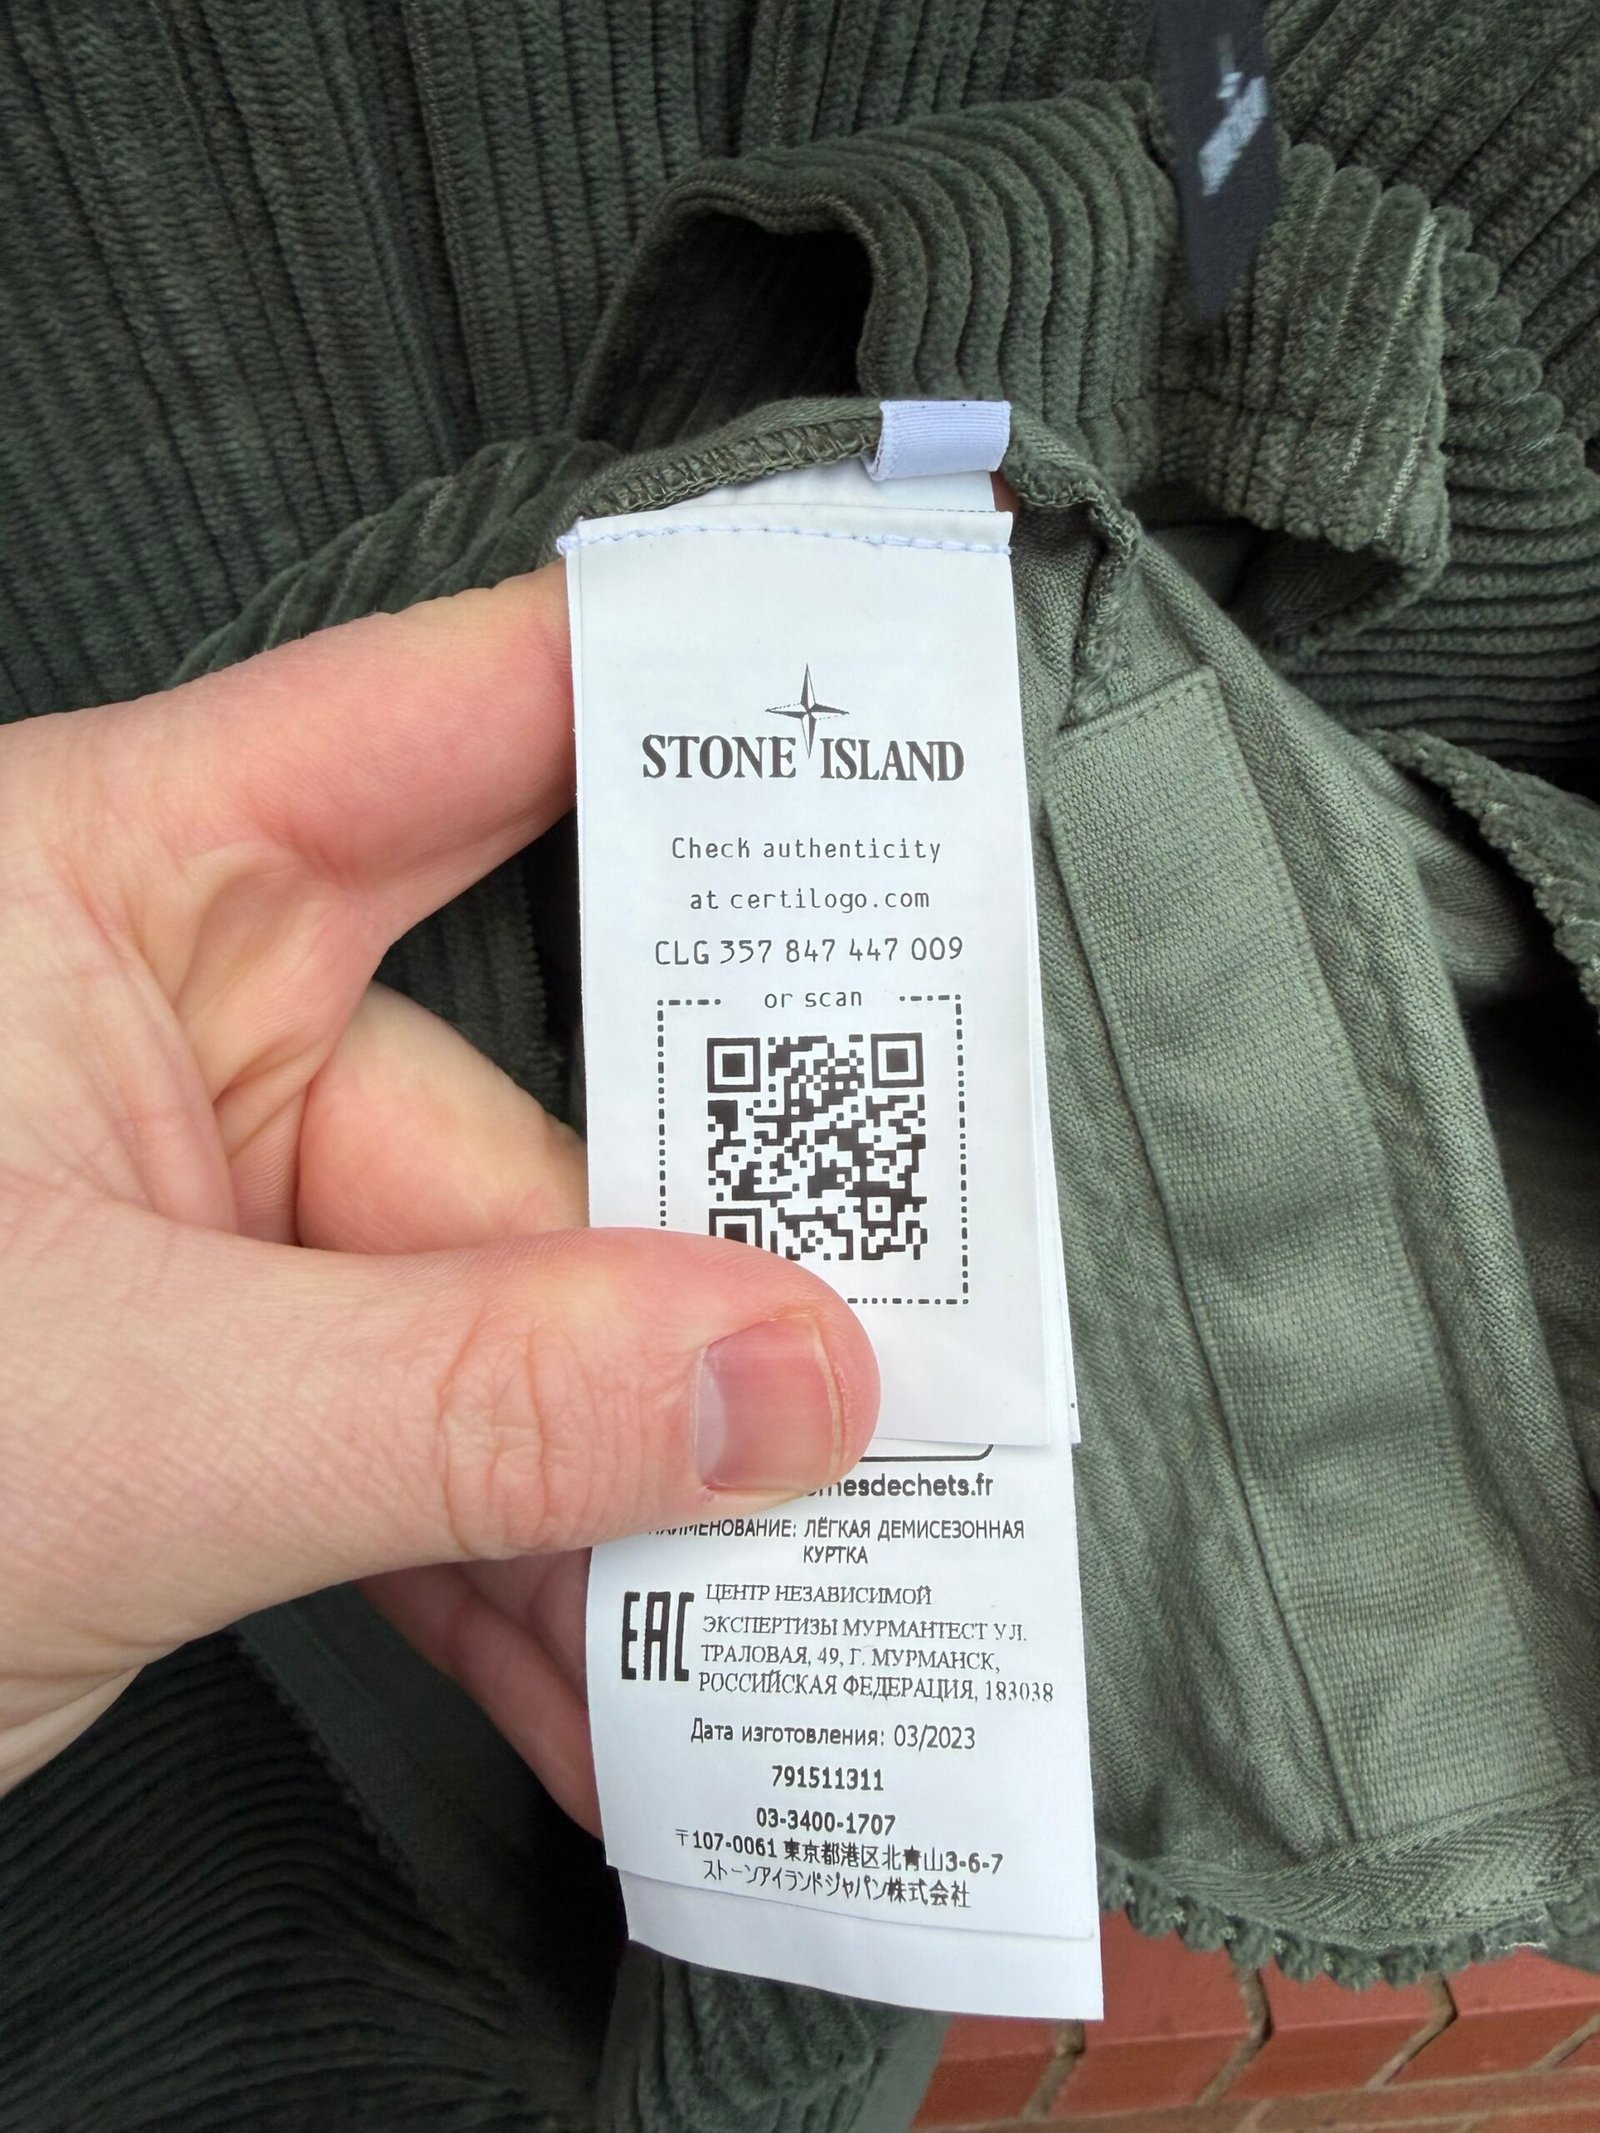 STONE ISLAND
Check authenticity
at certilogo.com
CLG 357 847 447 009
or scan
mesdechets.fr
НАИМЕНОВАНИЕ: ЛЁГКАЯ ДЕМИСЕЗОННАЯ
КУРТКА
EAC
ЦЕНТР НЕЗАВИСИМОЙ
ЭКСПЕРТИЗЫ МУРМАНТЕСТ УЛ.
ТРАЛОВАЯ, 49, Г. МУРМАНСК,
РОССИЙСКАЯ ФЕДЕРАЦИЯ, 183038
Дата изготовления: 03/2023
791511311
03-3400-1707
〒107-0061 東京都港区北青山3-6-7
ストーンアイランドジャパン株式会社